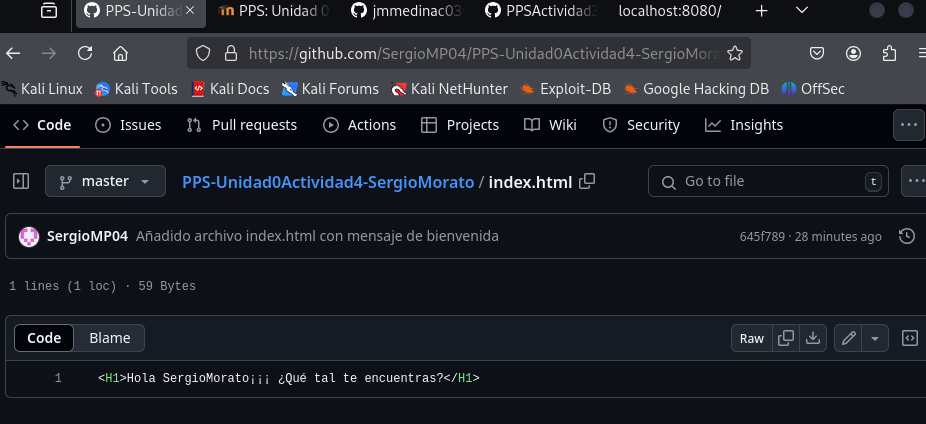 PPS-Unidad PPS: Unidad 0 jmmedinac03 PPSActividad3 localhost:8080/
https://github.com/SergioMP04/PPS-Unidad0Actividad4-SergioMora
Kali Linux Kali Tools Kali Docs Kali Forums Kali NetHunter Exploit-DB Google Hacking DB OffSec
Code Issues Pull requests Actions Projects Wiki Security Insights
master PPS-Unidad0Actividad4-SergioMorato / index.html Go to file t
SergioMP04 Añadido archivo index.html con mensaje de bienvenida 645f789 · 28 minutes ago
1 lines (1 loc) · 59 Bytes
Code Blame Raw
1 <H1>Hola SergioMorato¡¡¡ ¿Qué tal te encuentras?</H1>